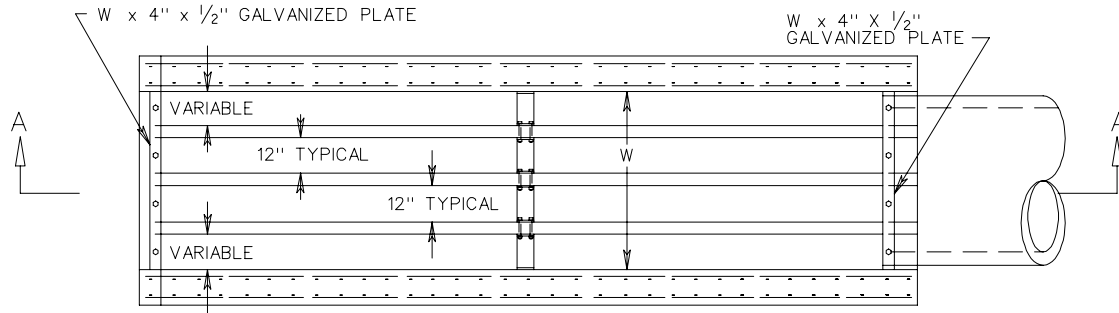 W x 4" x 1/2" GALVANIZED PLATE
W x 4" X 1/2"
GALVANIZED PLATE
A
A
VARIABLE
12" TYPICAL
W
12" TYPICAL
VARIABLE